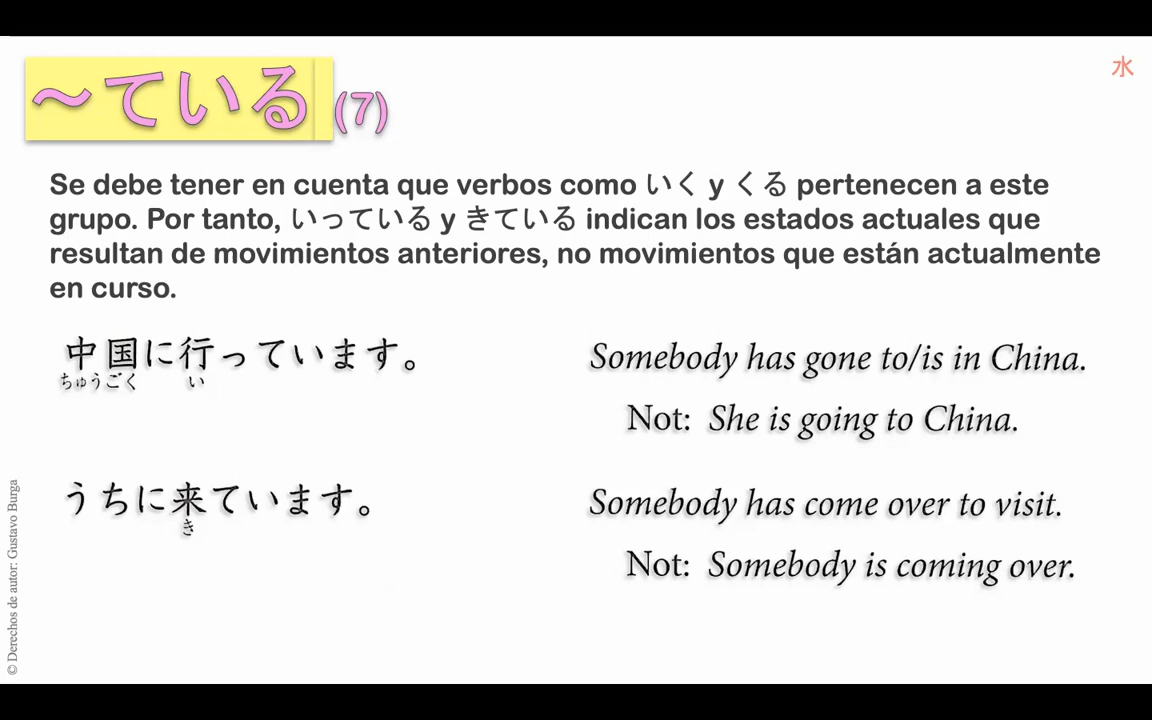 ～ている (7)
水
Se debe tener en cuenta que verbos como いく y くる pertenecen a este
grupo. Por tanto, いっている y きている indican los estados actuales que
resultan de movimientos anteriores, no movimientos que están actualmente
en curso.
中国に行っています。
ちゅうごく い
Somebody has gone to/is in China.
Not: She is going to China.
うちに来ています。
き
Somebody has come over to visit.
Not: Somebody is coming over.
© Derechos de autor: Gustavo Burga